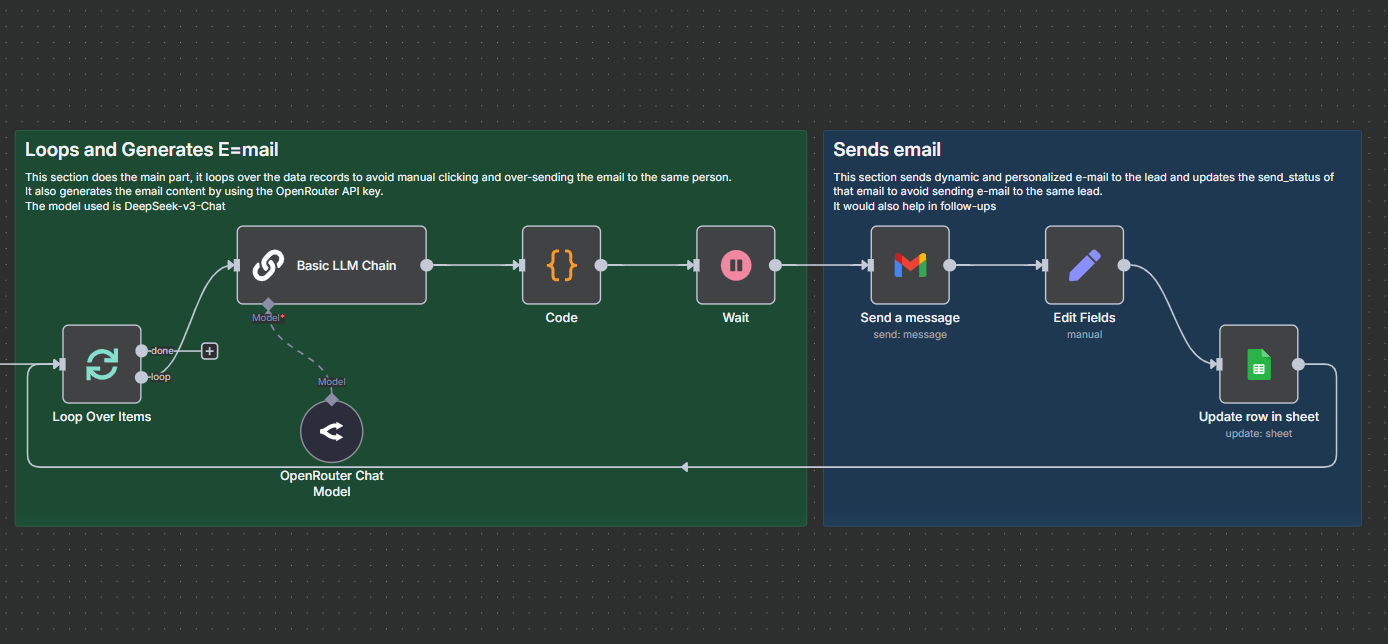 Loops and Generates E=mail
This section does the main part, it loops over the data records to avoid manual clicking and over-sending the email to the same person.
It also generates the email content by using the OpenRouter API key.
The model used is DeepSeek-v3-Chat
Sends email
This section sends dynamic and personalized e-mail to the lead and updates the send_status of
that email to avoid sending e-mail to the same lead.
It would also help in follow-ups
Basic LLM Chain
Model*
Code
Wait
Send a message
send: message
Edit Fields
manual
done
loop
Loop Over Items
Model
OpenRouter Chat
Model
Update row in sheet
update: sheet